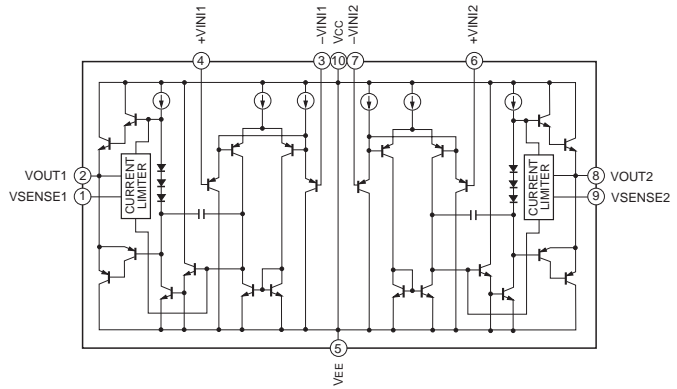 +VINI1
–VINI1
VCC
–VINI2
+VINI2
4
3
10
7
6
VOUT1
2
CURRENT
LIMITER
VSENSE1
1
CURRENT
LIMITER
8
VOUT2
9
VSENSE2
5
VEE